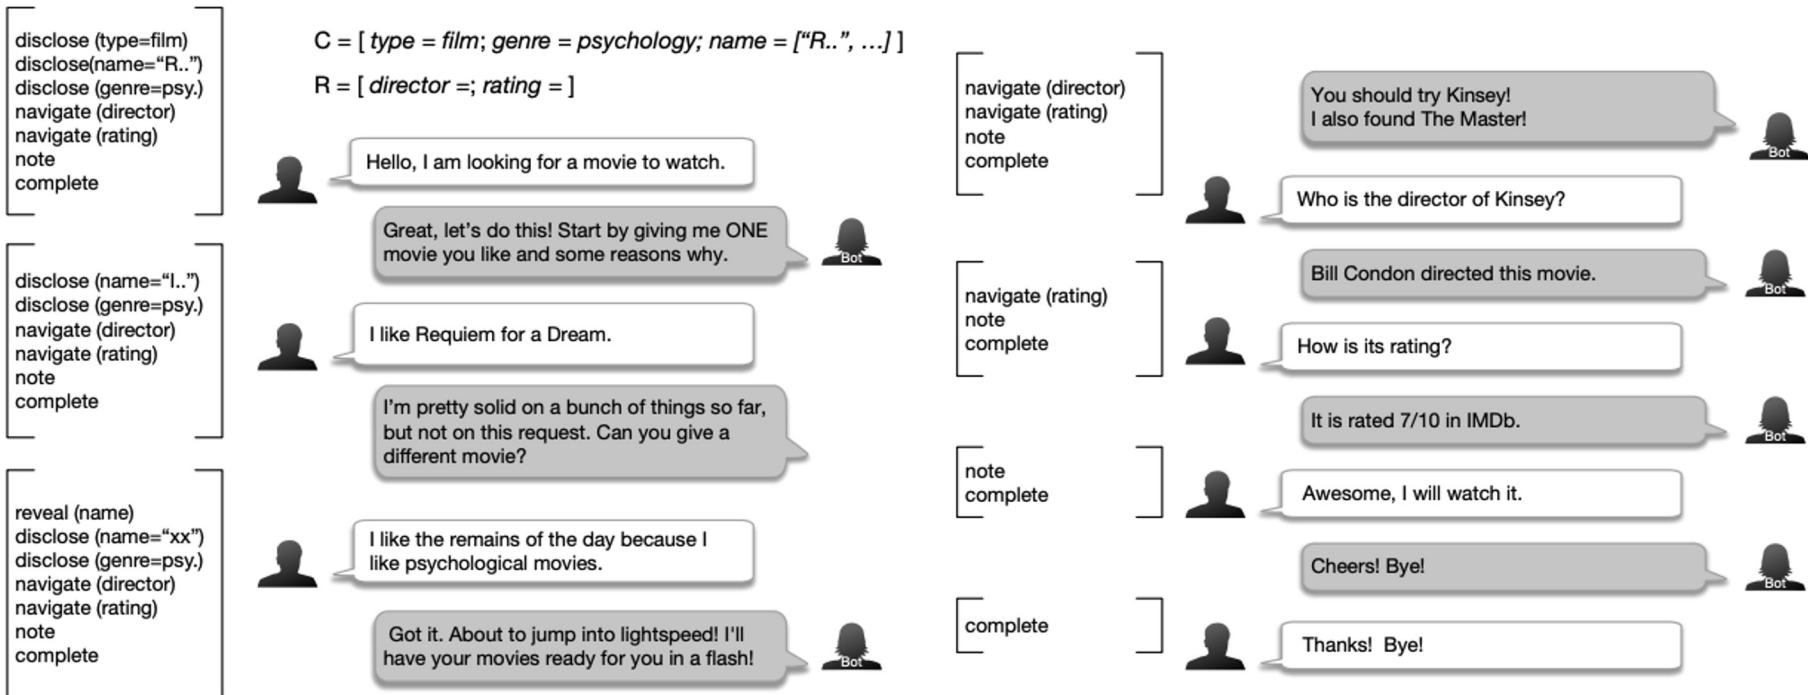 disclose (type=film)
disclose(name=“R..”)
disclose (genre=psy.)
navigate (director)
navigate (rating)
note
complete
C = [ type = film; genre = psychology; name = [“R..”, …] ]
R = [ director =; rating = ]
Hello, I am looking for a movie to watch.
Great, let’s do this! Start by giving me ONE
movie you like and some reasons why.
Bot
disclose (name=“I..”)
disclose (genre=psy.)
navigate (director)
navigate (rating)
note
complete
I like Requiem for a Dream.
I’m pretty solid on a bunch of things so far,
but not on this request. Can you give a
different movie?
reveal (name)
disclose (name=“xx”)
disclose (genre=psy.)
navigate (director)
navigate (rating)
note
complete
I like the remains of the day because I
like psychological movies.
Got it. About to jump into lightspeed! I'll
have your movies ready for you in a flash!
Bot
navigate (director)
navigate (rating)
note
complete
You should try Kinsey!
I also found The Master!
Bot
Who is the director of Kinsey?
Bill Condon directed this movie.
Bot
navigate (rating)
note
complete
How is its rating?
It is rated 7/10 in IMDb.
Bot
note
complete
Awesome, I will watch it.
Cheers! Bye!
Bot
complete
Thanks!  Bye!